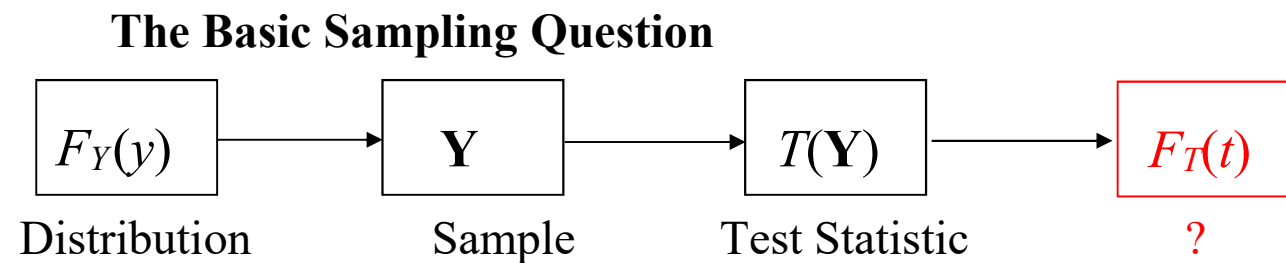 The Basic Sampling Question
F_Y(y) Y T(Y) F_T(t)
Distribution Sample Test Statistic ?